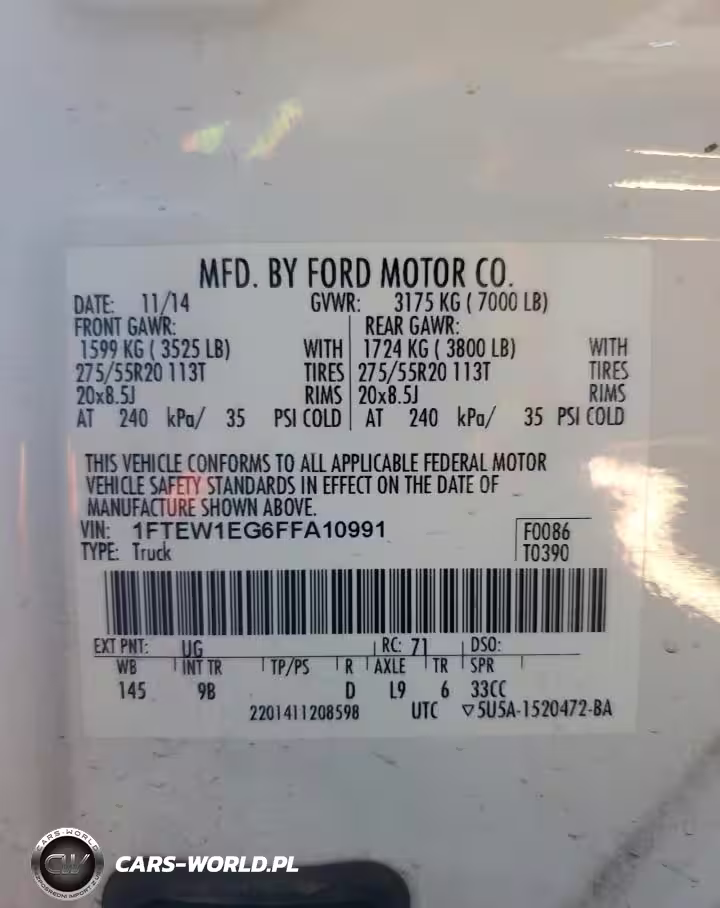 MFD. BY FORD MOTOR CO.
DATE: 11/14 GVWR: 3175 KG ( 7000 LB)
FRONT GAWR: REAR GAWR:
1599 KG ( 3525 LB) WITH 1724 KG ( 3800 LB) WITH
275/55R20 113T TIRES 275/55R20 113T TIRES
20x8.5J RIMS 20x8.5J RIMS
AT 240 kPa/ 35 PSI COLD AT 240 kPa/ 35 PSI COLD
THIS VEHICLE CONFORMS TO ALL APPLICABLE FEDERAL MOTOR
VEHICLE SAFETY STANDARDS IN EFFECT ON THE DATE OF
MANUFACTURE SHOWN ABOVE.
VIN: 1FTEW1EG6FFA10991 F0086
TYPE: Truck T0390
EXT PNT: UG RC: 71 DSO:
WB INT TR TP/PS R AXLE TR SPR
145 9B D L9 6 33CC
2201411208598 UTC ▽5U5A-1520472-BA
CARS-WORLD
CW
CARS-WORLD.PL